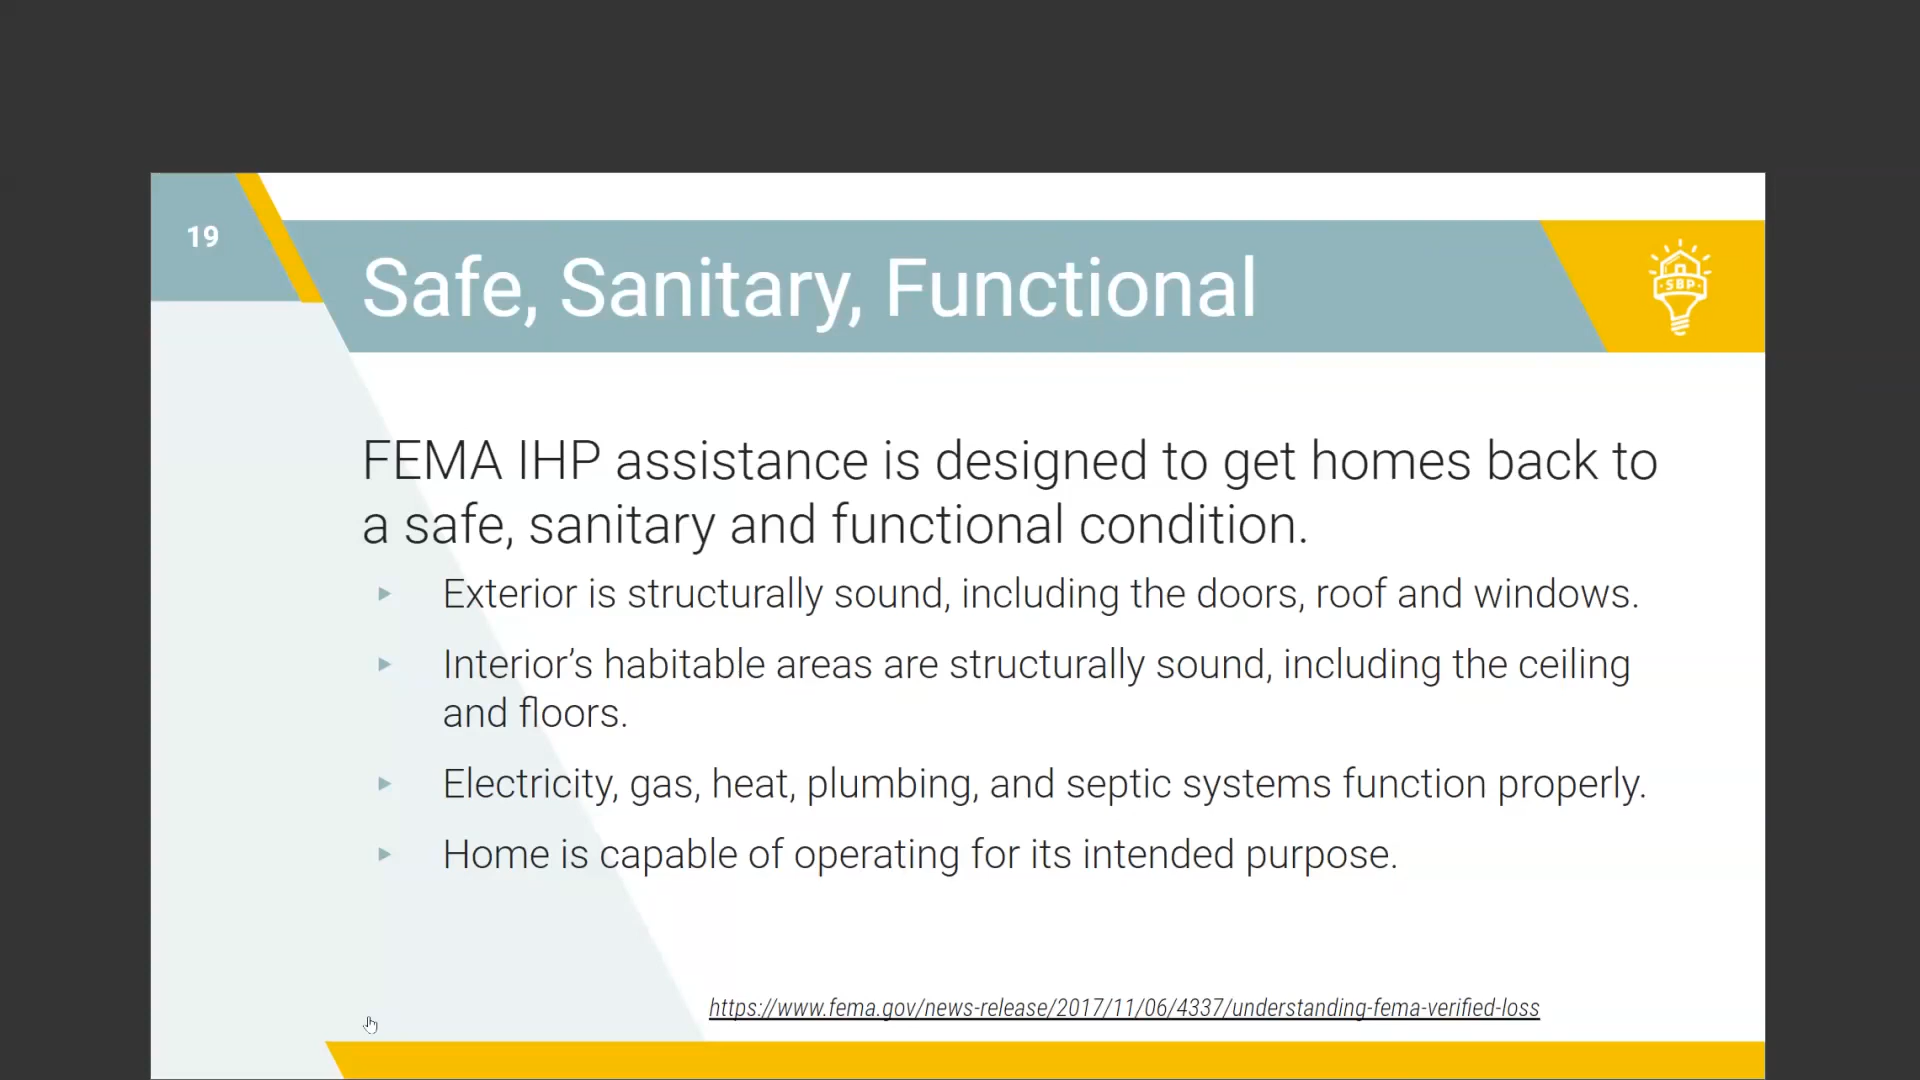 19
Safe, Sanitary, Functional
SBP
FEMA IHP assistance is designed to get homes back to
a safe, sanitary and functional condition.
Exterior is structurally sound, including the doors, roof and windows.
Interior’s habitable areas are structurally sound, including the ceiling
and floors.
Electricity, gas, heat, plumbing, and septic systems function properly.
Home is capable of operating for its intended purpose.
https://www.fema.gov/news-release/2017/11/06/4337/understanding-fema-verified-loss